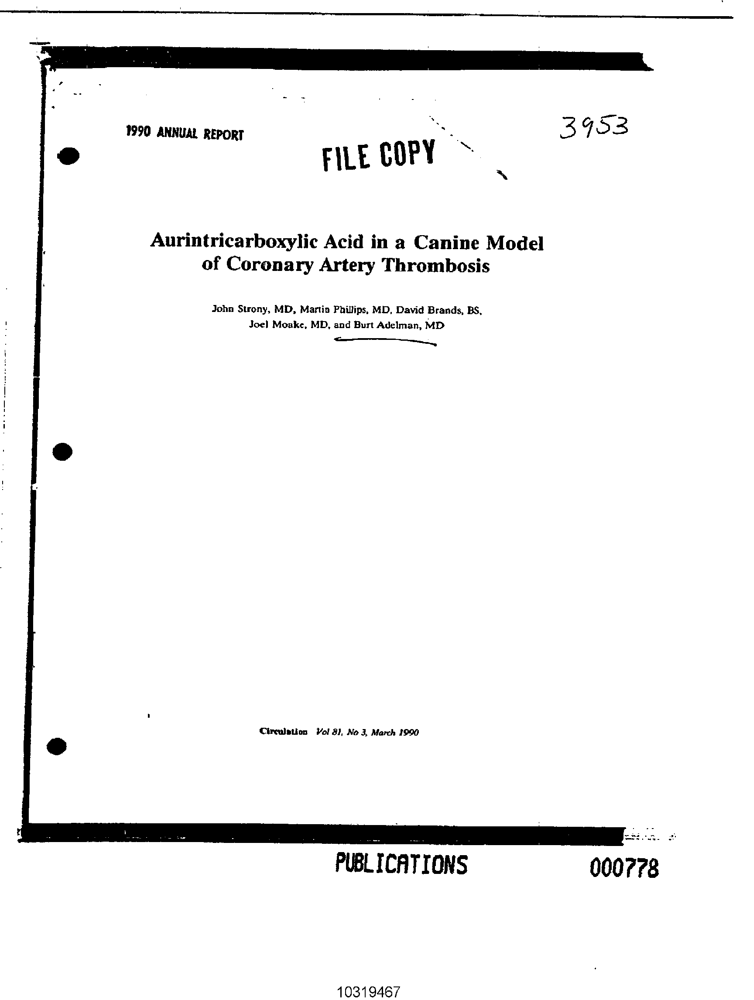 1990 ANNUAL REPORT
3953
FILE COPY
Aurintricarboxylic Acid in a Canine Model
of Coronary Artery Thrombosis
John Strony, MD, Martin Phillips, MD, David Brands, BS,
Joel Moake, MD, and Burt Adelman, MD
Circulation Vol 81, No 3, March 1990
PUBLICATIONS
000778
10319467